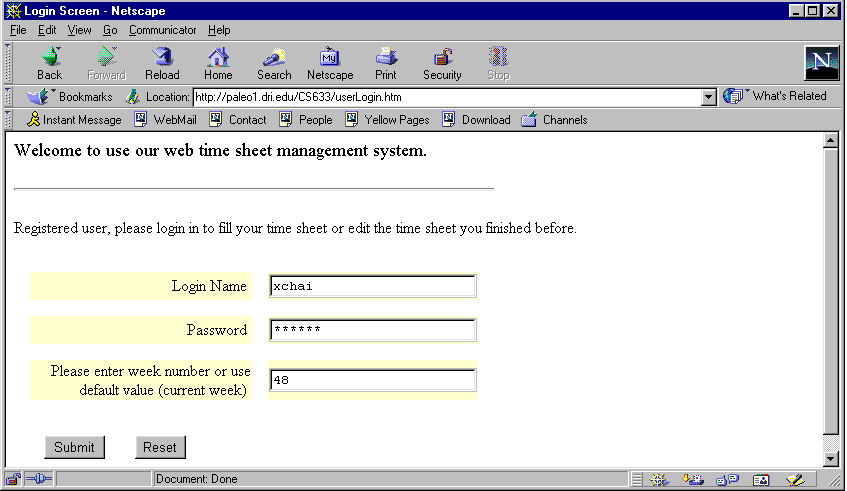 Login Screen - Netscape
File Edit View Go Communicator Help
My
N
Back Forward Reload Home Search Netscape Print Security Stop
Bookmarks Location: http://paleo1.dri.edu/CS633/userLogin.htm What's Related
Instant Message WebMail Contact People Yellow Pages Download Channels
Welcome to use our web time sheet management system.
Registered user, please login in to fill your time sheet or edit the time sheet you finished before.
Login Name xchai
Password ******
Please enter week number or use
default value (current week) 48
Submit Reset
Document: Done